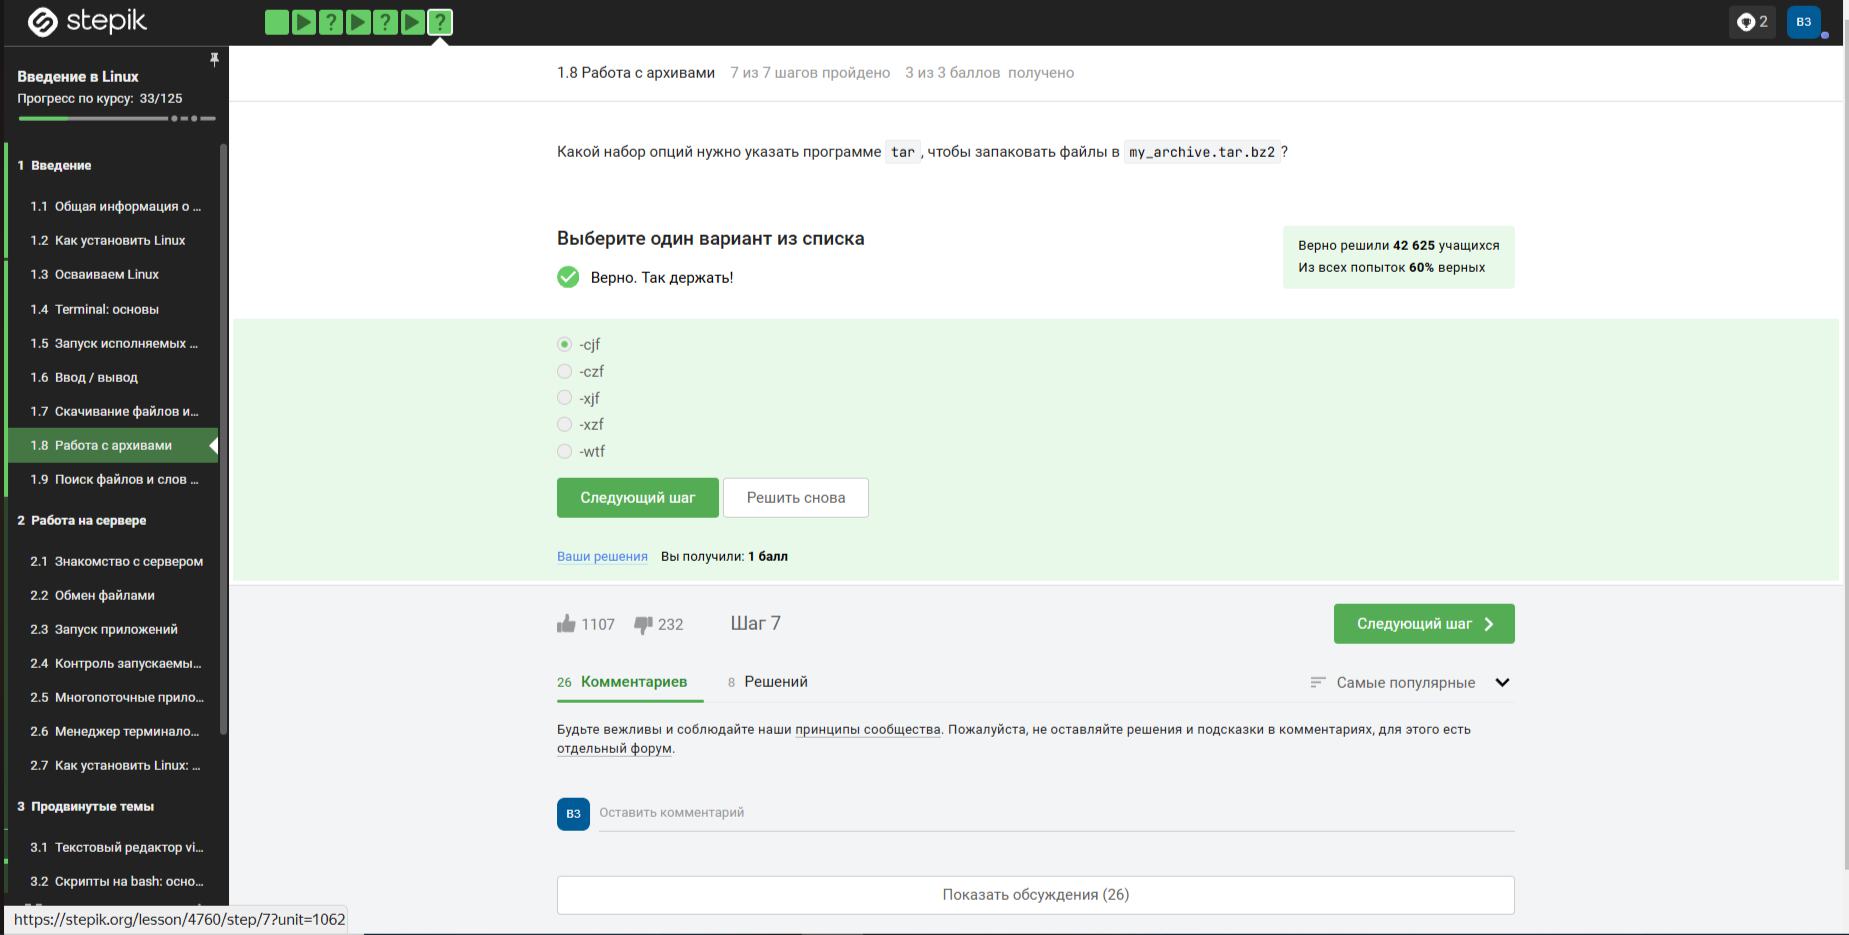 stepik
?
?
?
2
ВЗ
Введение в Linux
Прогресс по курсу: 33/125
1 Введение
1.1 Общая информация о ...
1.2 Как установить Linux
1.3 Осваиваем Linux
1.4 Terminal: основы
1.5 Запуск исполняемых ...
1.6 Ввод / вывод
1.7 Скачивание файлов и...
1.8 Работа с архивами
1.9 Поиск файлов и слов ...
2 Работа на сервере
2.1 Знакомство с сервером
2.2 Обмен файлами
2.3 Запуск приложений
2.4 Контроль запускаемы...
2.5 Многопоточные прило...
2.6 Менеджер терминало...
2.7 Как установить Linux: ...
3 Продвинутые темы
3.1 Текстовый редактор vi...
3.2 Скрипты на bash: осно...
https://stepik.org/lesson/4760/step/7?unit=1062
1.8 Работа с архивами 7 из 7 шагов пройдено 3 из 3 баллов получено
Какой набор опций нужно указать программе tar, чтобы запаковать файлы в my_archive.tar.bz2?
Выберите один вариант из списка
Верно. Так держать!
Верно решили 42 625 учащихся
Из всех попыток 60% верных
-cjf
-czf
-xjf
-xzf
-wtf
Следующий шаг Решить снова
Ваши решения Вы получили: 1 балл
1107 232 Шаг 7
Следующий шаг
26 Комментариев 8 Решений
Самые популярные
Будьте вежливы и соблюдайте наши принципы сообщества. Пожалуйста, не оставляйте решения и подсказки в комментариях, для этого есть
отдельный форум.
ВЗ Оставить комментарий
Показать обсуждения (26)